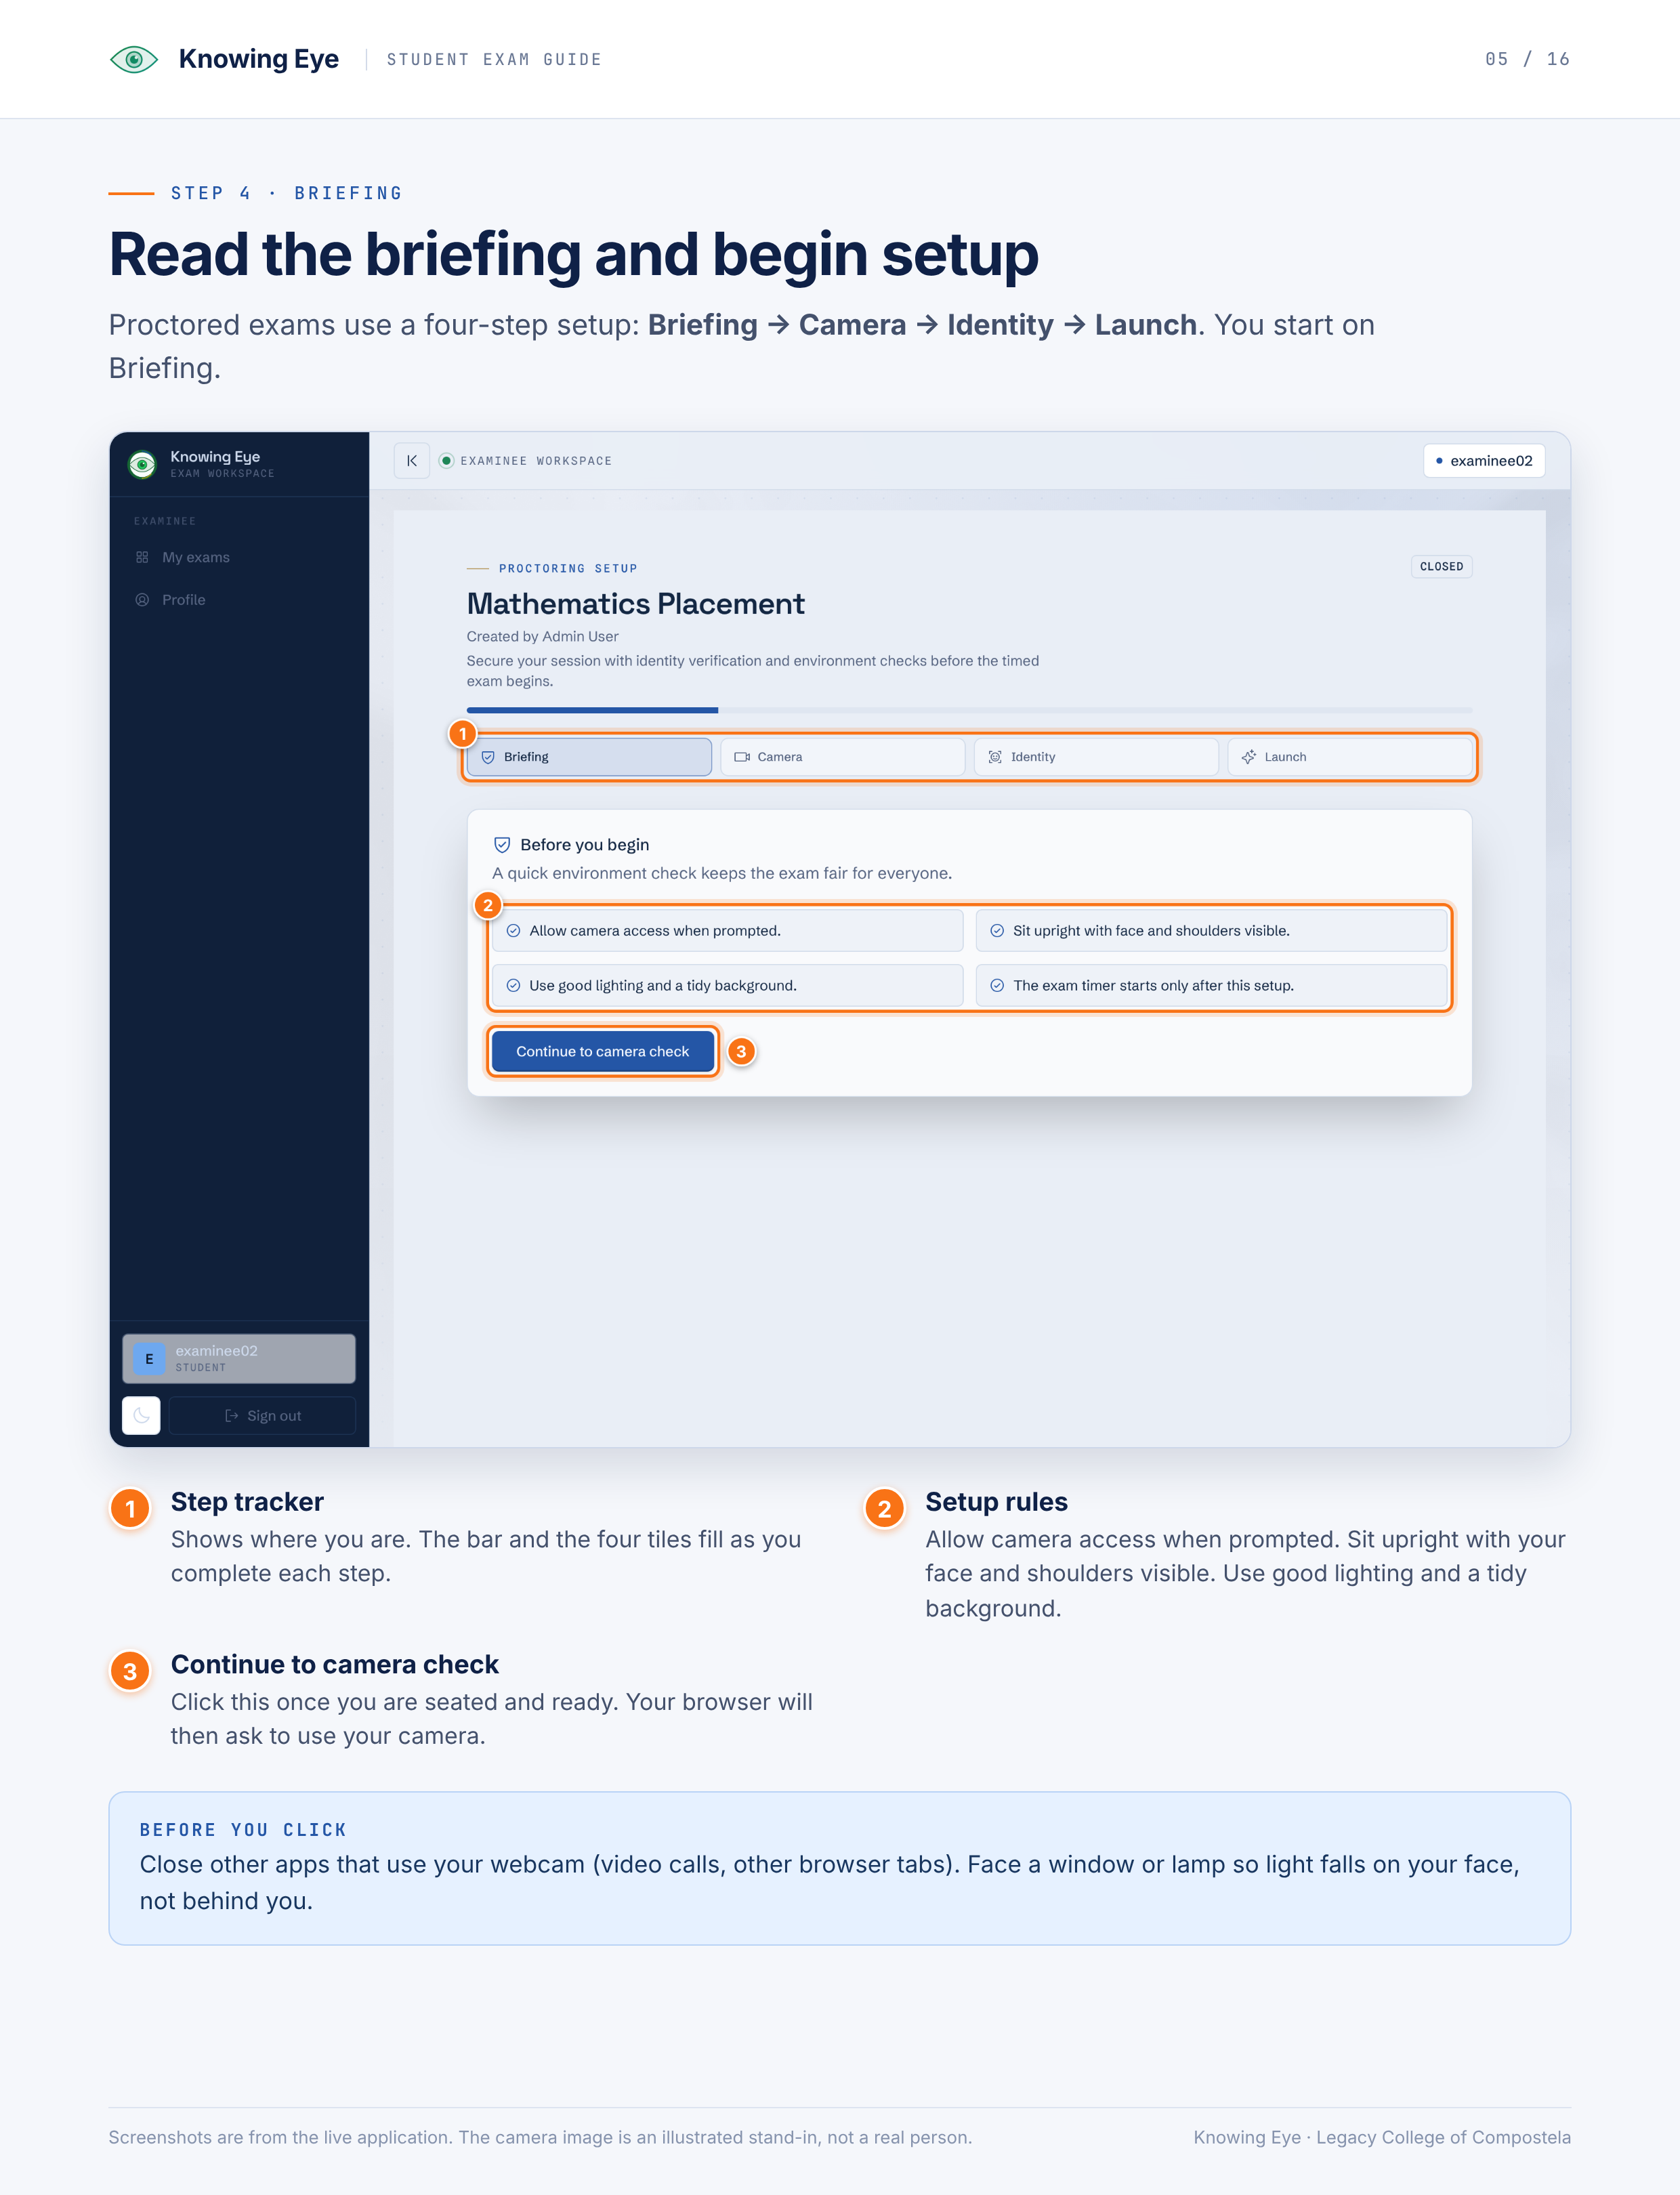 Knowing Eye
STUDENT EXAM GUIDE
05 / 16
STEP 4 · BRIEFING
Read the briefing and begin setup
Proctored exams use a four-step setup: Briefing → Camera → Identity → Launch. You start on
Briefing.
Knowing Eye
EXAM WORKSPACE
EXAMINEE
My exams
Profile
EXAMINEE WORKSPACE
examinee02
PROCTORING SETUP
CLOSED
Mathematics Placement
Created by Admin User
Secure your session with identity verification and environment checks before the timed
exam begins.
1
Briefing
Camera
Identity
Launch
Before you begin
A quick environment check keeps the exam fair for everyone.
2
Allow camera access when prompted.
Sit upright with face and shoulders visible.
Use good lighting and a tidy background.
The exam timer starts only after this setup.
Continue to camera check
3
E
examinee02
STUDENT
Sign out
1
Step tracker
Shows where you are. The bar and the four tiles fill as you
complete each step.
2
Setup rules
Allow camera access when prompted. Sit upright with your
face and shoulders visible. Use good lighting and a tidy
background.
3
Continue to camera check
Click this once you are seated and ready. Your browser will
then ask to use your camera.
BEFORE YOU CLICK
Close other apps that use your webcam (video calls, other browser tabs). Face a window or lamp so light falls on your face,
not behind you.
Screenshots are from the live application. The camera image is an illustrated stand-in, not a real person.
Knowing Eye · Legacy College of Compostela